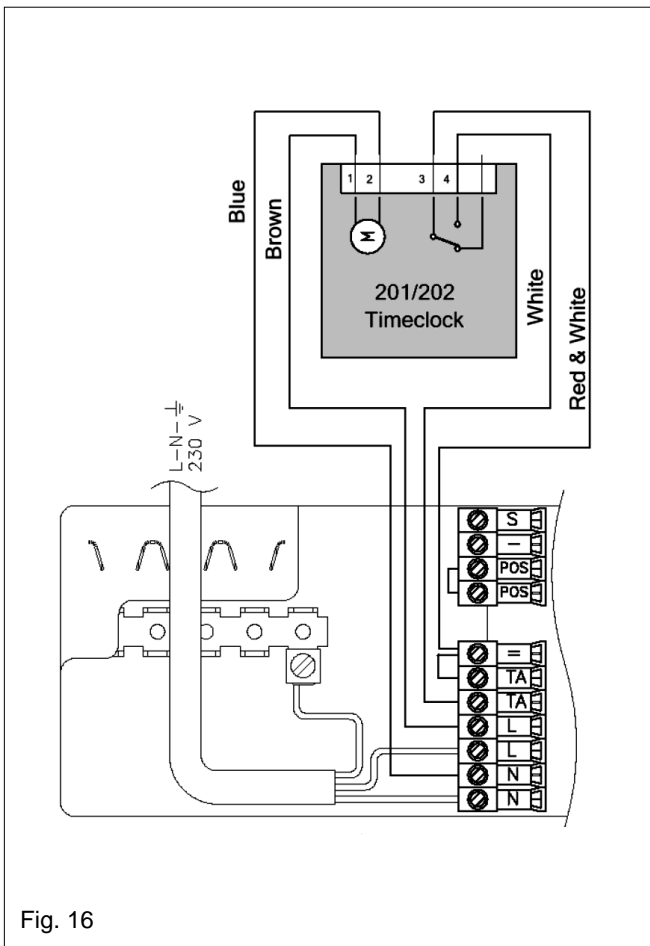 1 2 3 4
M
201/202
Timeclock
Blue
Brown
White
Red & White
L-N-⏚
230 V
S
–
POS
POS
=
TA
TA
L
L
N
N
Fig. 16